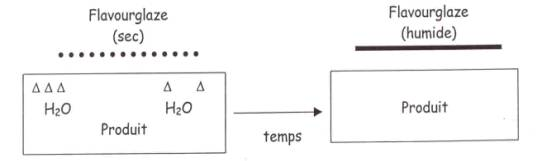 Flavourglaze
(sec)
Δ Δ Δ Δ Δ
H₂O H₂O
Produit
temps
Flavourglaze
(humide)
Produit